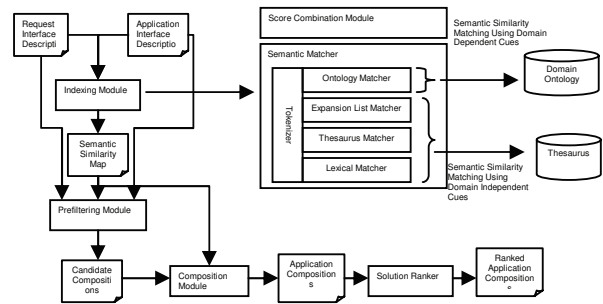 Request
Interface
Descripti
Application
Interface
Descriptio
Score Combination Module
Semantic Similarity
Matching Using Domain
Dependent Cues
Semantic Matcher
Indexing Module
Tokenizer
Ontology Matcher
Expansion List Matcher
Thesaurus Matcher
Lexical Matcher
Domain
Ontology
Thesaurus
Semantic
Similarity
Map
Semantic Similarity
Matching Using
Domain Independent
Cues
Prefiltering Module
Candidate
Compositi
ons
Composition
Module
Application
Composition
s
Solution Ranker
Ranked
Application
Composition